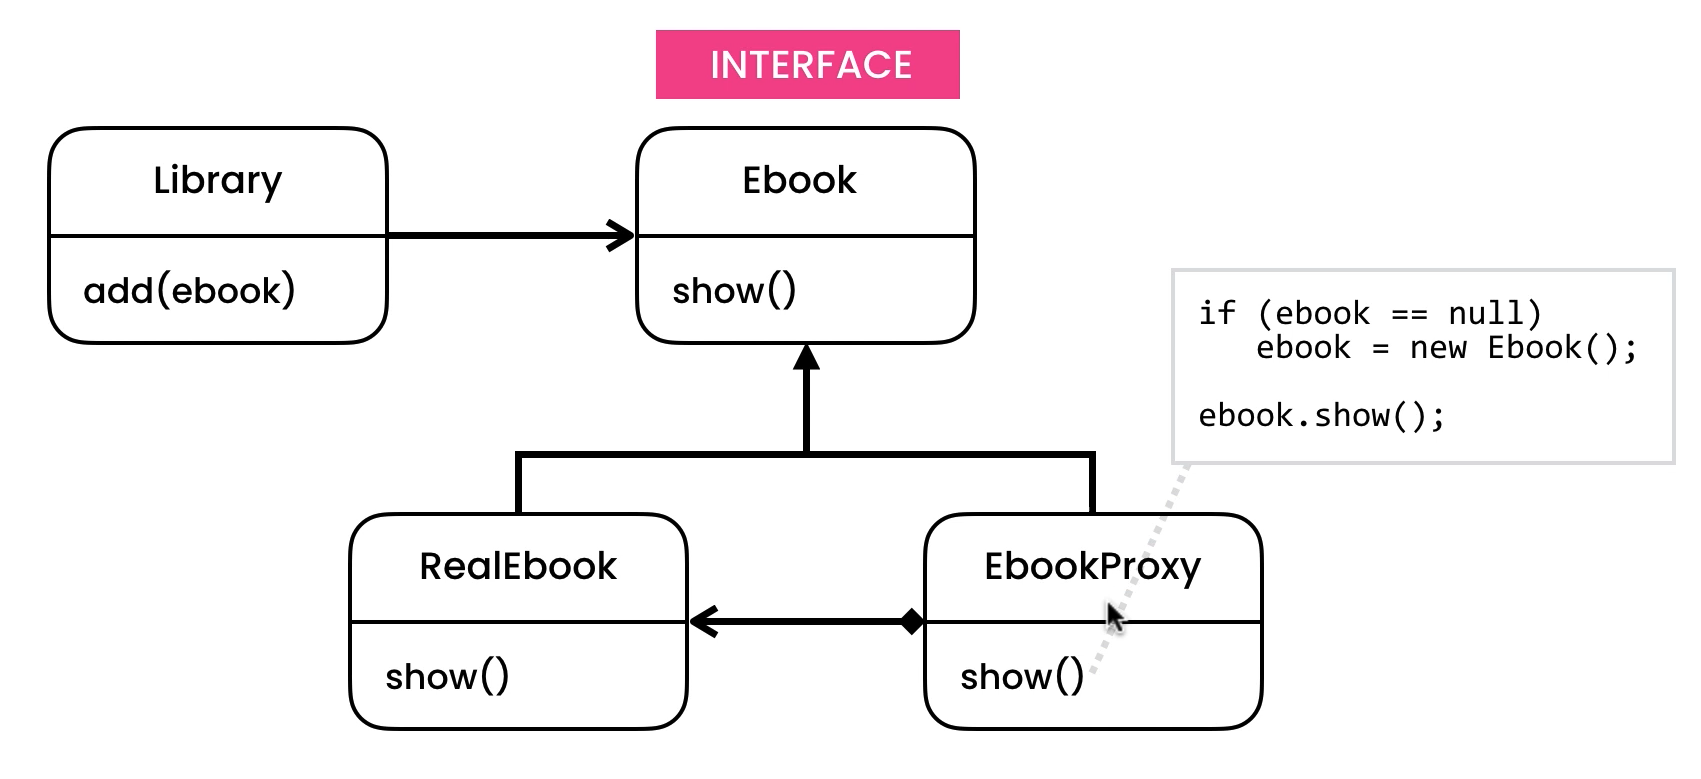 INTERFACE
Library
add(ebook)
Ebook
show()
if (ebook == null)
   ebook = new Ebook();
ebook.show();
RealEbook
show()
EbookProxy
show()